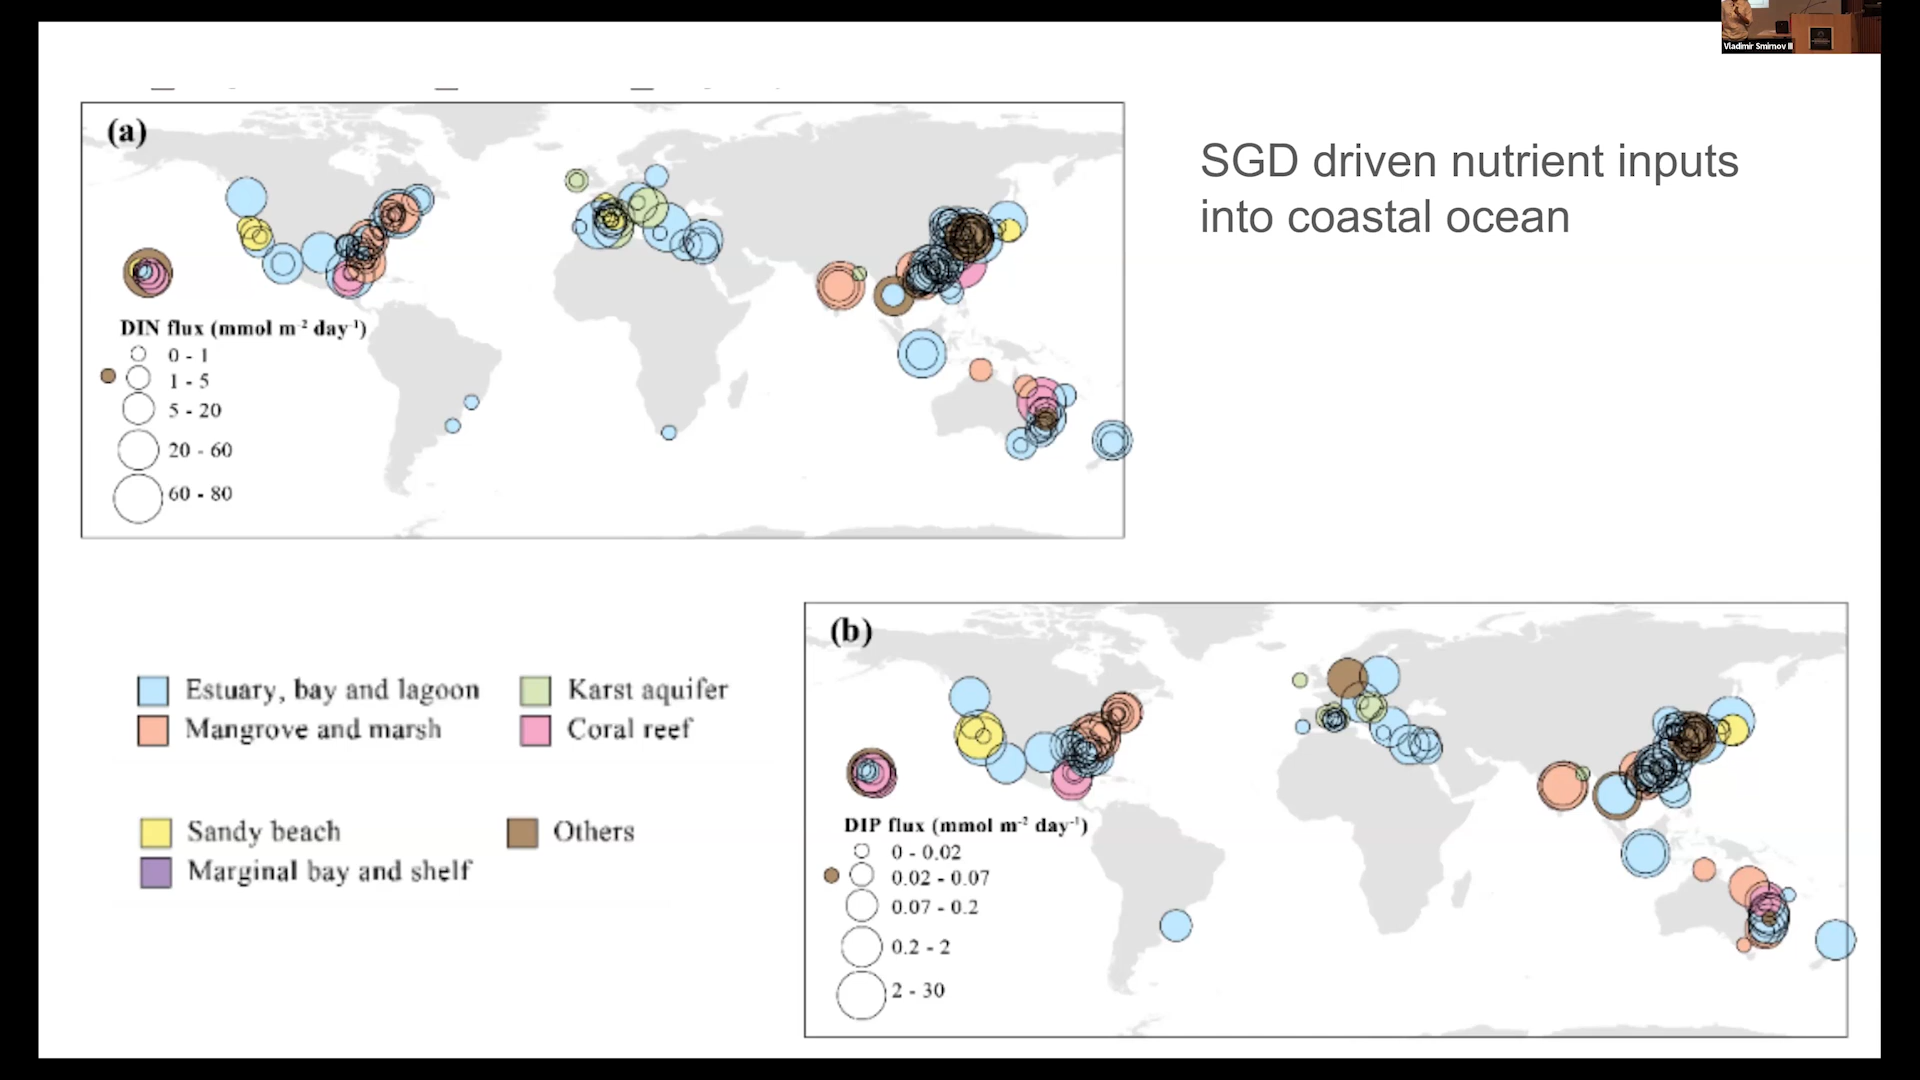 Vladimir Smirnov III
SGD driven nutrient inputs
into coastal ocean
(a)
DIN flux (mmol m⁻² day⁻¹)
0 - 1
1 - 5
5 - 20
20 - 60
60 - 80
Estuary, bay and lagoon
Mangrove and marsh
Karst aquifer
Coral reef
Sandy beach
Marginal bay and shelf
Others
(b)
DIP flux (mmol m⁻² day⁻¹)
0 - 0.02
0.02 - 0.07
0.07 - 0.2
0.2 - 2
2 - 30